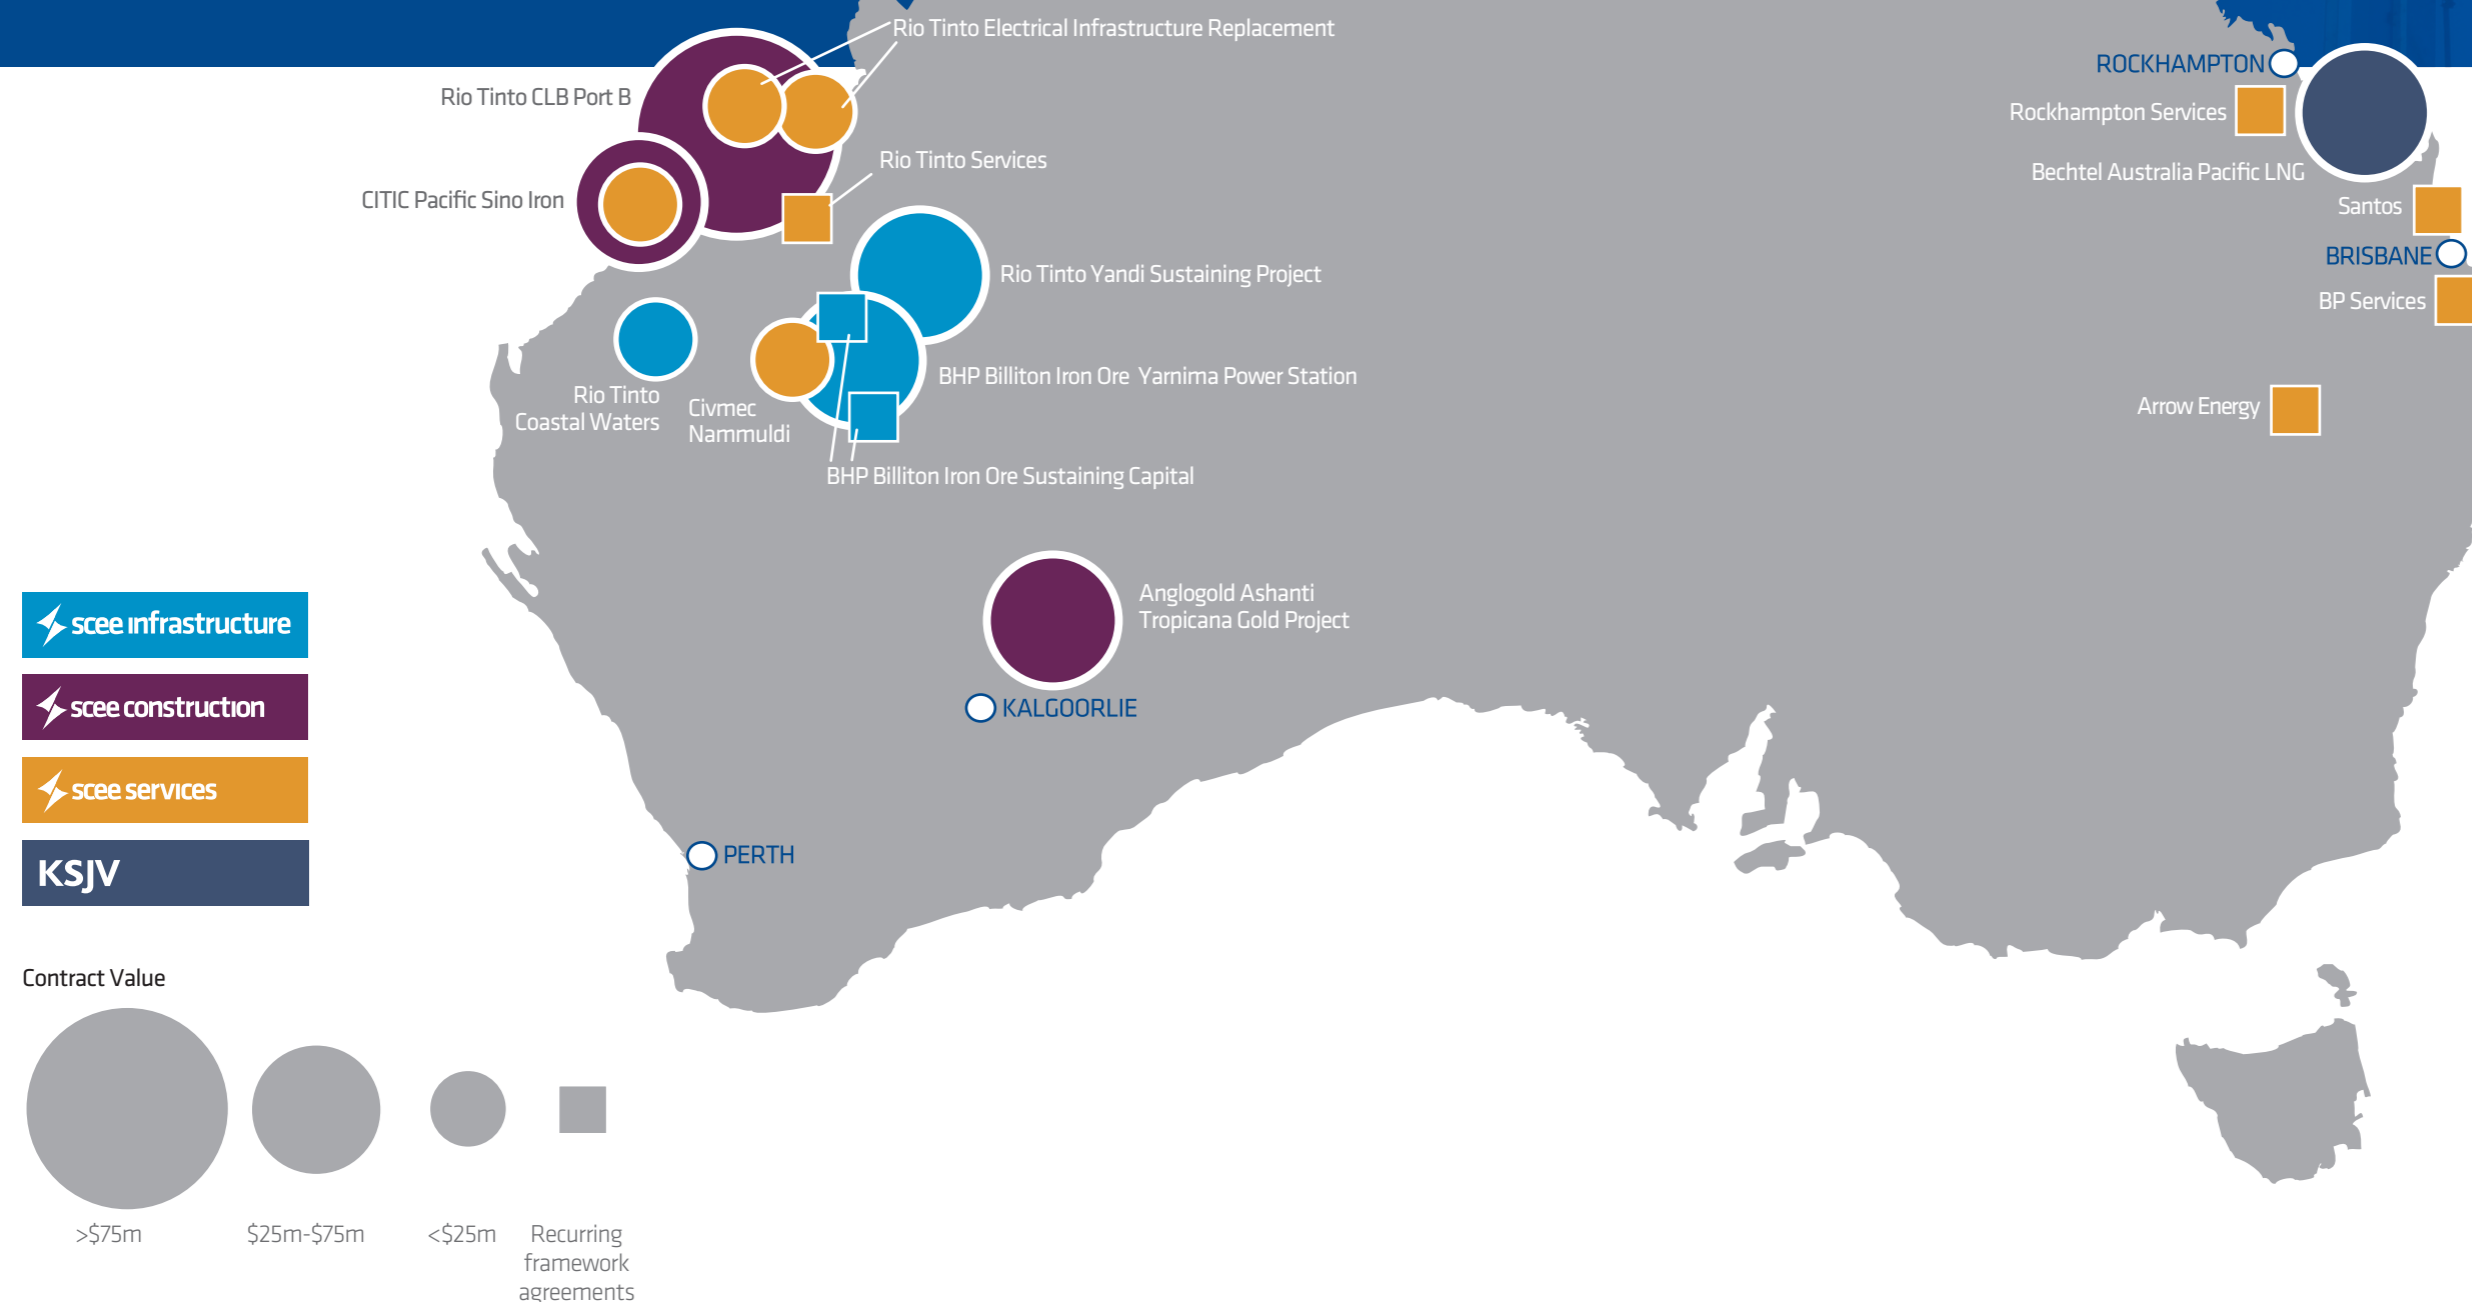 Rio Tinto Electrical Infrastructure Replacement
Rio Tinto CLB Port B
Rio Tinto Services
CITIC Pacific Sino Iron
Rio Tinto Yandi Sustaining Project
BHP Billiton Iron Ore Yarnima Power Station
Rio Tinto
Coastal Waters
Civmec
Nammuldi
BHP Billiton Iron Ore Sustaining Capital
ROCKHAMPTON
Rockhampton Services
Bechtel Australia Pacific LNG
Santos
BRISBANE
BP Services
Arrow Energy
Anglogold Ashanti
Tropicana Gold Project
KALGOORLIE
PERTH
scee infrastructure
scee construction
scee services
KSJV
Contract Value
>$75m
$25m-$75m
<$25m
Recurring
framework
agreements